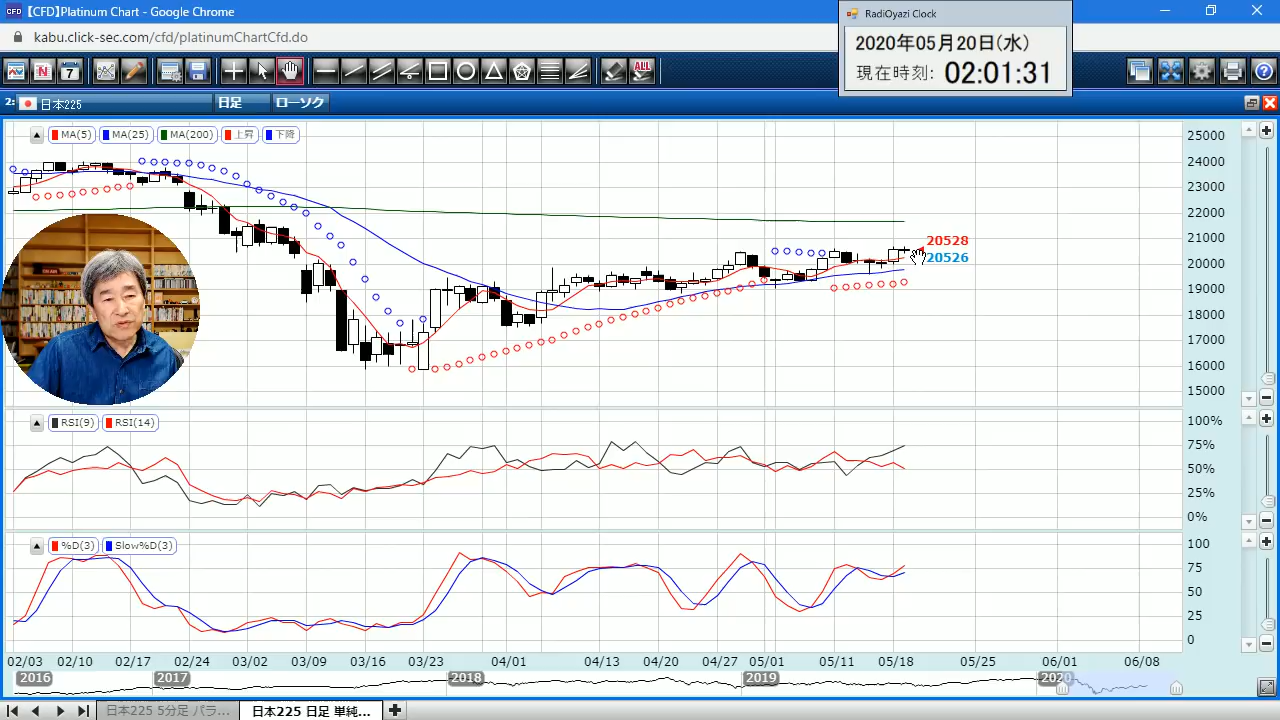 CFD 【CFD】Platinum Chart - Google Chrome
kabu.click-sec.com/cfd/platinumChartCfd.do
RadiOyazi Clock
2020年05月20日(水)
現在時刻: 02:01:31
N 7 ALL ?
2: 日本225 日足 ローソク
MA(5) MA(25) MA(200) 上昇 下降
25000
24000
23000
22000
21000
20000
19000
18000
17000
16000
15000
20528
20526
RSI(9) RSI(14)
100%
75%
50%
25%
0%
%D(3) Slow%D(3)
100
75
50
25
0
02/03 02/10 02/17 02/24 03/02 03/09 03/16 03/23 04/01 04/13 04/20 04/27 05/01 05/11 05/18 05/25 06/01 06/08
2016 2017 2018 2019 2020
日本225 5分足 パラ... 日本225 日足 単純...